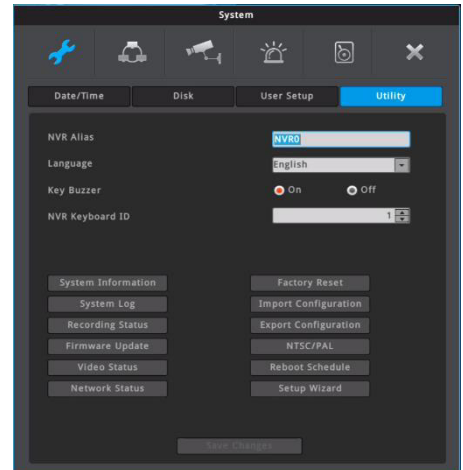 System
Date/Time Disk User Setup Utility
NVR Alias NVR0
Language English
Key Buzzer On Off
NVR Keyboard ID 1
System Information Factory Reset
System Log Import Configuration
Recording Status Export Configuration
Firmware Update NTSC/PAL
Video Status Reboot Schedule
Network Status Setup Wizard
Save Changes